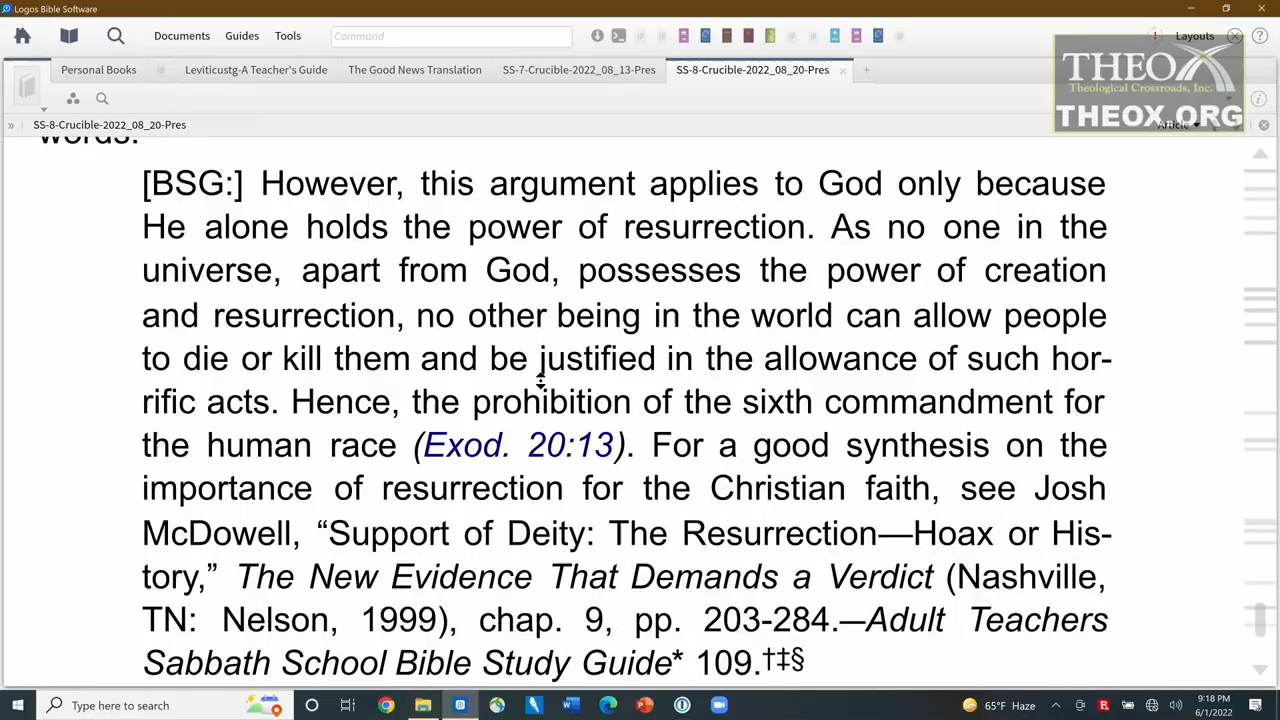 Logos Bible Software
Documents Guides Tools Command Layouts
THEOX
Theological Crossroads, Inc.
THEOX.ORG
Personal Books Leviticustg-A Teacher's Guide The Good News Translation SS-7-Crucible-2022_08_13-Pres SS-8-Crucible-2022_08_20-Pres
SS-8-Crucible-2022_08_20-Pres Article
words:
[BSG:] However, this argument applies to God only because
He alone holds the power of resurrection. As no one in the
universe, apart from God, possesses the power of creation
and resurrection, no other being in the world can allow people
to die or kill them and be justified in the allowance of such hor-
rific acts. Hence, the prohibition of the sixth commandment for
the human race (Exod. 20:13). For a good synthesis on the
importance of resurrection for the Christian faith, see Josh
McDowell, “Support of Deity: The Resurrection—Hoax or His-
tory,” The New Evidence That Demands a Verdict (Nashville,
TN: Nelson, 1999), chap. 9, pp. 203-284.—Adult Teachers
Sabbath School Bible Study Guide* 109.†‡§
Type here to search 65°F Haze 9:18 PM
6/1/2022